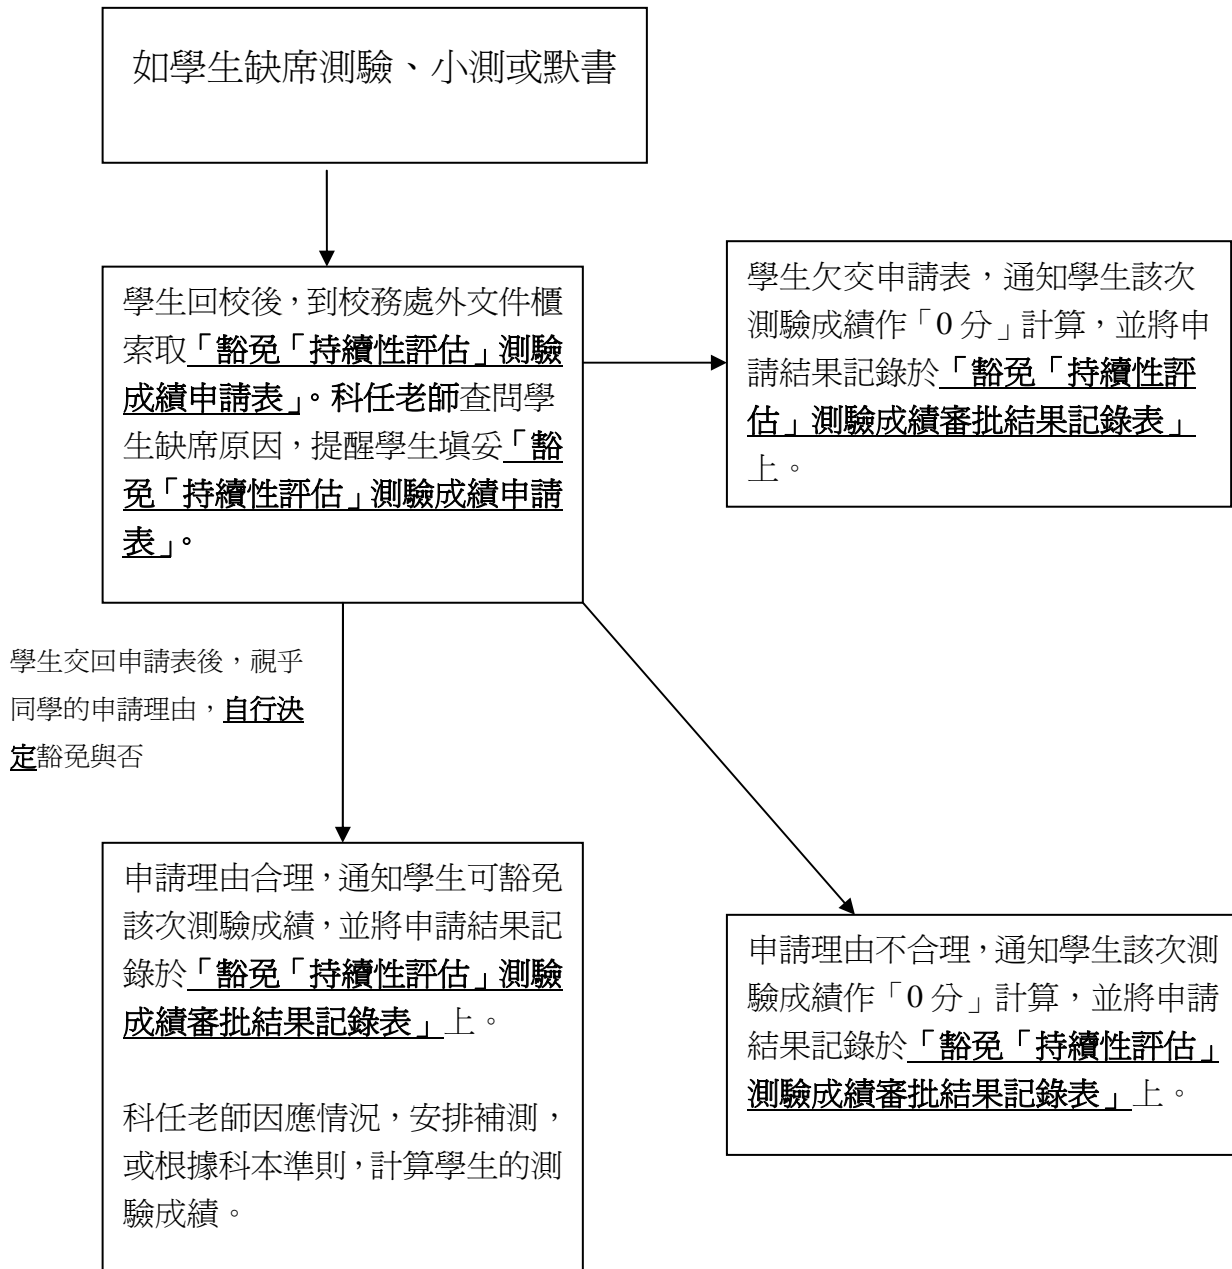 如學生缺席測驗、小測或默書
學生回校後，到校務處外文件櫃
索取「豁免「持續性評估」測驗
成績申請表」。科任老師查問學
生缺席原因，提醒學生填妥「豁
免「持續性評估」測驗成績申請
表」。
學生欠交申請表，通知學生該次
測驗成績作「0 分」計算，並將申
請結果記錄於「豁免「持續性評
估」測驗成績審批結果記錄表」
上。
學生交回申請表後，視乎
同學的申請理由，自行決
定豁免與否
申請理由合理，通知學生可豁免
該次測驗成績，並將申請結果記
錄於「豁免「持續性評估」測驗
成績審批結果記錄表」上。
科任老師因應情況，安排補測，
或根據科本準則，計算學生的測
驗成績。
申請理由不合理，通知學生該次測
驗成績作「0 分」計算，並將申請
結果記錄於「豁免「持續性評估」
測驗成績審批結果記錄表」上。